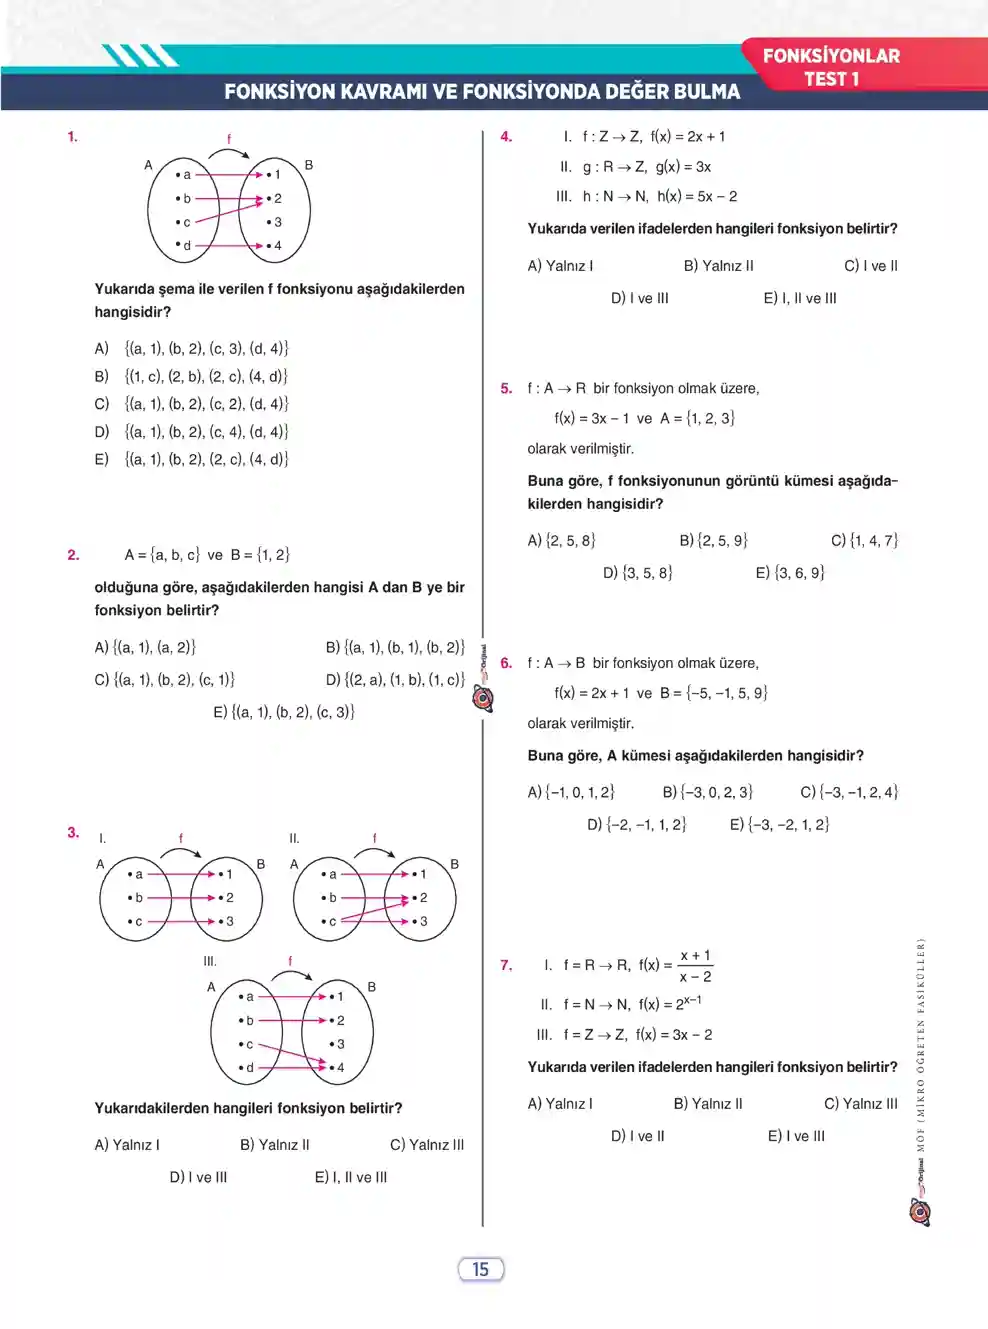 FONKSİYONLAR
TEST 1
FONKSİYON KAVRAMI VE FONKSİYONDA DEĞER BULMA
1.
f
A
B
• a
• 1
• b
• 2
• c
• 3
• d
• 4
Yukarıda şema ile verilen f fonksiyonu aşağıdakilerden
hangisidir?
A) {(a, 1), (b, 2), (c, 3), (d, 4)}
B) {(1, c), (2, b), (2, c), (4, d)}
C) {(a, 1), (b, 2), (c, 2), (d, 4)}
D) {(a, 1), (b, 2), (c, 4), (d, 4)}
E) {(a, 1), (b, 2), (2, c), (4, d)}
2. A = {a, b, c} ve B = {1, 2}
olduğuna göre, aşağıdakilerden hangisi A dan B ye bir
fonksiyon belirtir?
A) {(a, 1), (a, 2)} B) {(a, 1), (b, 1), (b, 2)}
C) {(a, 1), (b, 2), (c, 1)} D) {(2, a), (1, b), (1, c)}
E) {(a, 1), (b, 2), (c, 3)}
3. I.
f
A
B
• a
• 1
• b
• 2
• c
• 3
II.
f
A
B
• a
• 1
• b
• 2
• c
• 3
III.
f
A
B
• a
• 1
• b
• 2
• c
• 3
• d
• 4
Yukarıdakilerden hangileri fonksiyon belirtir?
A) Yalnız I B) Yalnız II C) Yalnız III
D) I ve III E) I, II ve III
4. I. f : Z → Z, f(x) = 2x + 1
II. g : R → Z, g(x) = 3x
III. h : N → N, h(x) = 5x – 2
Yukarıda verilen ifadelerden hangileri fonksiyon belirtir?
A) Yalnız I B) Yalnız II C) I ve II
D) I ve III E) I, II ve III
5. f : A → R bir fonksiyon olmak üzere,
f(x) = 3x – 1 ve A = {1, 2, 3}
olarak verilmiştir.
Buna göre, f fonksiyonunun görüntü kümesi aşağıda-
kilerden hangisidir?
A) {2, 5, 8} B) {2, 5, 9} C) {1, 4, 7}
D) {3, 5, 8} E) {3, 6, 9}
6. f : A → B bir fonksiyon olmak üzere,
f(x) = 2x + 1 ve B = {–5, –1, 5, 9}
olarak verilmiştir.
Buna göre, A kümesi aşağıdakilerden hangisidir?
A) {–1, 0, 1, 2} B) {–3, 0, 2, 3} C) {–3, –1, 2, 4}
D) {–2, –1, 1, 2} E) {–3, –2, 1, 2}
7. I. f = R → R, f(x) = x + 1 / x – 2
II. f = N → N, f(x) = 2ˣ⁻¹
III. f = Z → Z, f(x) = 3x – 2
Yukarıda verilen ifadelerden hangileri fonksiyon belirtir?
A) Yalnız I B) Yalnız II C) Yalnız III
D) I ve II E) I ve III
Orijinal
Orijinal MÖF (MİKRO ÖĞRETEN FASİKÜLLER)
15